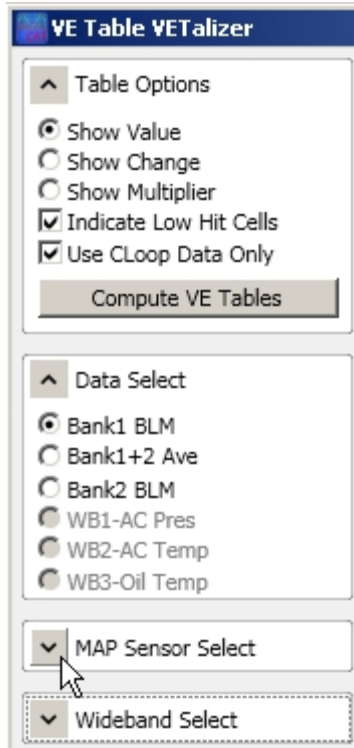 VE Table VETalizer
Table Options
Show Value
Show Change
Show Multiplier
Indicate Low Hit Cells
Use CLoop Data Only
Compute VE Tables
Data Select
Bank1 BLM
Bank1+2 Ave
Bank2 BLM
WB1-AC Pres
WB2-AC Temp
WB3-Oil Temp
MAP Sensor Select
Wideband Select